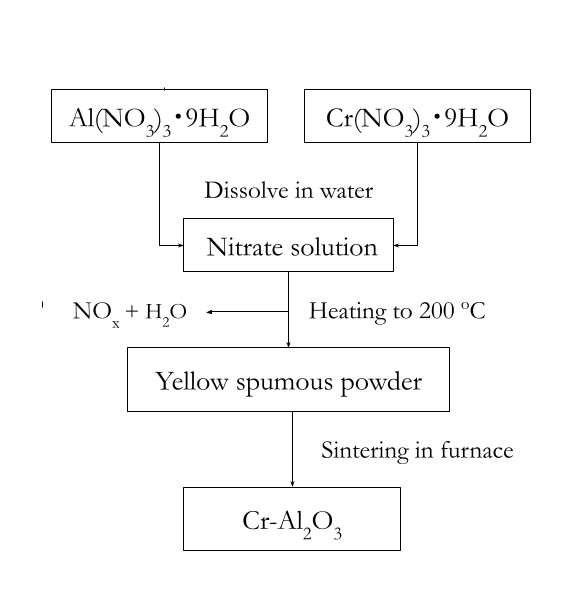 Al(NO₃)₃・9H₂O
Cr(NO₃)₃・9H₂O
Dissolve in water
Nitrate solution
NOₓ + H₂O
Heating to 200 ºC
Yellow spumous powder
Sintering in furnace
Cr-Al₂O₃